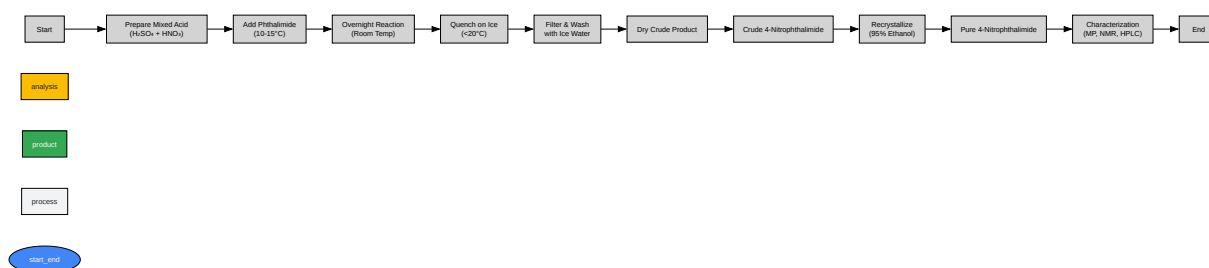 Start
Prepare Mixed Acid
(H₂SO₄ + HNO₃)
Add Phthalimide
(10-15°C)
Overnight Reaction
(Room Temp)
Quench on Ice
(<20°C)
Filter & Wash
with Ice Water
Dry Crude Product
Crude 4-Nitrophthalimide
Recrystallize
(95% Ethanol)
Pure 4-Nitrophthalimide
Characterization
(MP, NMR, HPLC)
End
analysis
product
process
start_end